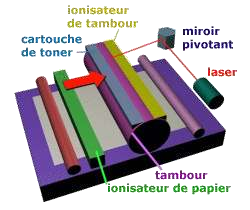 ionisateur
de tambour
cartouche
de toner
miroir
pivotant
laser
tambour
ionisateur de papier